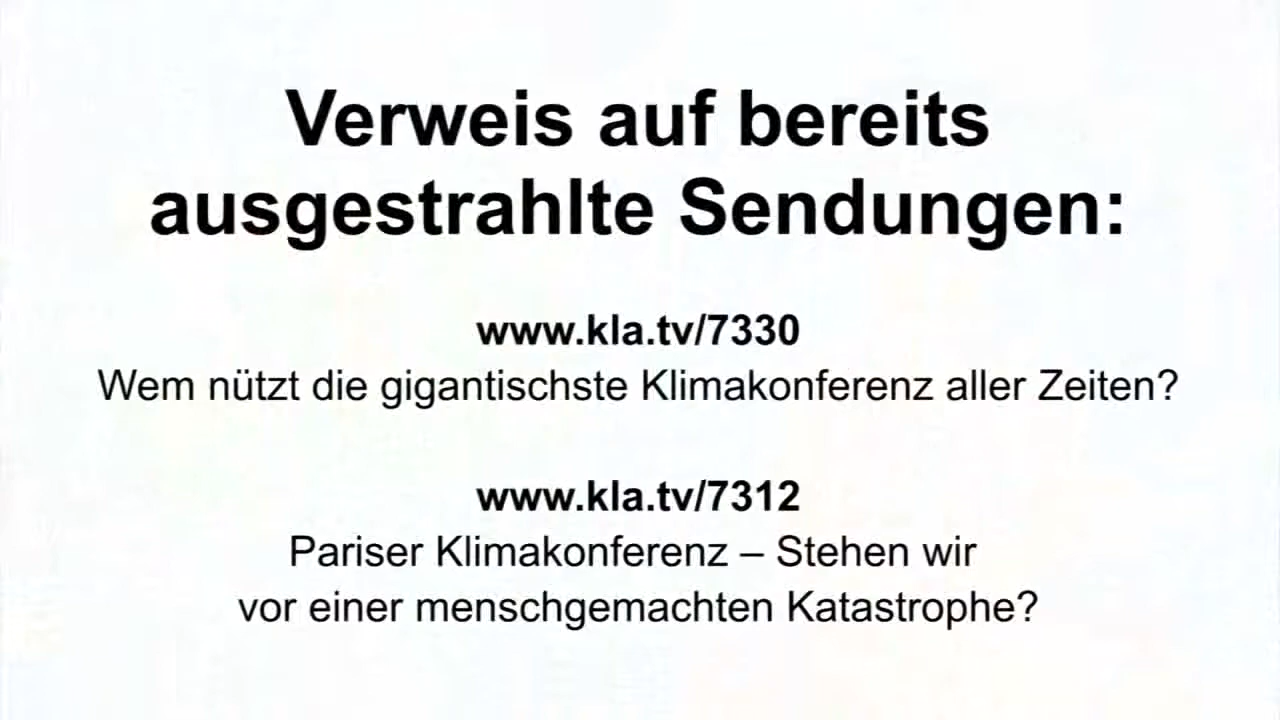 Verweis auf bereits
ausgestrahlte Sendungen:
www.kla.tv/7330
Wem nützt die gigantischste Klimakonferenz aller Zeiten?
www.kla.tv/7312
Pariser Klimakonferenz – Stehen wir
vor einer menschgemachten Katastrophe?